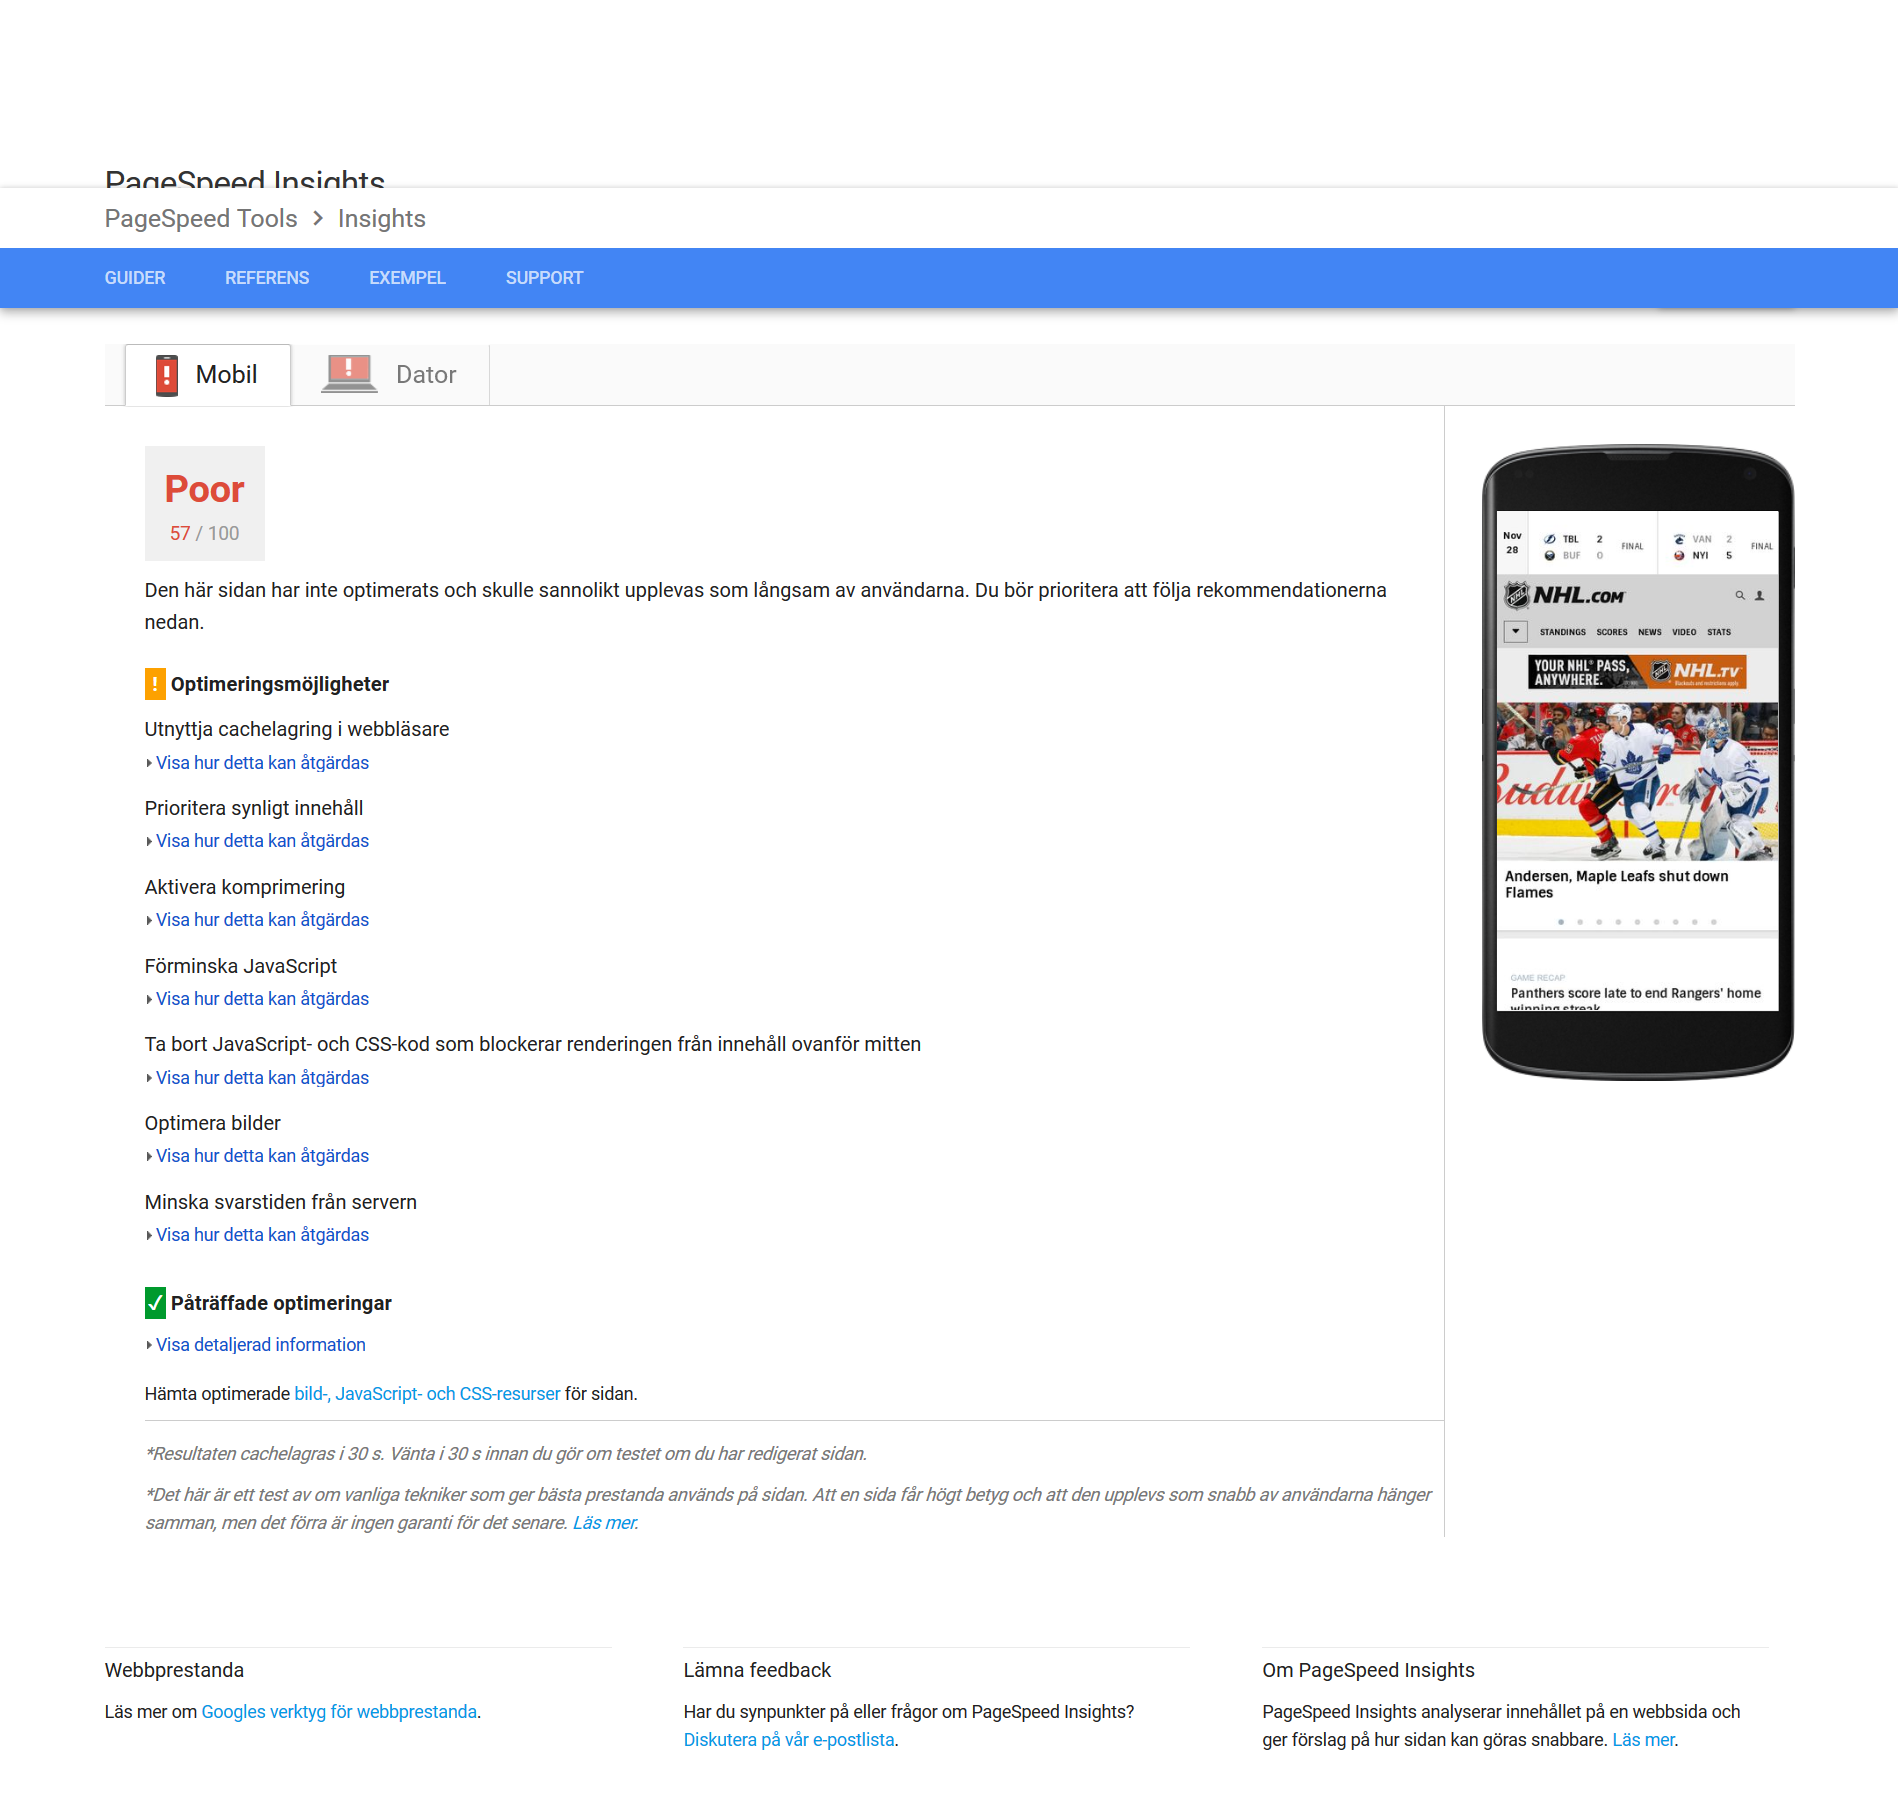 PageSpeed Insights
PageSpeed Tools > Insights
GUIDER REFERENS EXEMPEL SUPPORT
! Mobil ! Dator
Poor
57 / 100
Den här sidan har inte optimerats och skulle sannolikt upplevas som långsam av användarna. Du bör prioritera att följa rekommendationerna
nedan.
! Optimeringsmöjligheter
Utnyttja cachelagring i webbläsare
Visa hur detta kan åtgärdas
Prioritera synligt innehåll
Visa hur detta kan åtgärdas
Aktivera komprimering
Visa hur detta kan åtgärdas
Förminska JavaScript
Visa hur detta kan åtgärdas
Ta bort JavaScript- och CSS-kod som blockerar renderingen från innehåll ovanför mitten
Visa hur detta kan åtgärdas
Optimera bilder
Visa hur detta kan åtgärdas
Minska svarstiden från servern
Visa hur detta kan åtgärdas
Påträffade optimeringar
Visa detaljerad information
Hämta optimerade bild-, JavaScript- och CSS-resurser för sidan.
*Resultaten cachelagras i 30 s. Vänta i 30 s innan du gör om testet om du har redigerat sidan.
*Det här är ett test av om vanliga tekniker som ger bästa prestanda används på sidan. Att en sida får högt betyg och att den upplevs som snabb av användarna hänger
samman, men det förra är ingen garanti för det senare. Läs mer.
Nov
28
TBL 2
BUF 0
FINAL
VAN 2
NYI 5
FINAL
NHL.COM
STANDINGS SCORES NEWS VIDEO STATS
YOUR NHL® PASS,
ANYWHERE.
NHL.TV
Blackouts and restrictions apply
Andersen, Maple Leafs shut down
Flames
GAME RECAP
Panthers score late to end Rangers' home
winning streak
Webbprestanda
Läs mer om Googles verktyg för webbprestanda.
Lämna feedback
Har du synpunkter på eller frågor om PageSpeed Insights?
Diskutera på vår e-postlista.
Om PageSpeed Insights
PageSpeed Insights analyserar innehållet på en webbsida och
ger förslag på hur sidan kan göras snabbare. Läs mer.